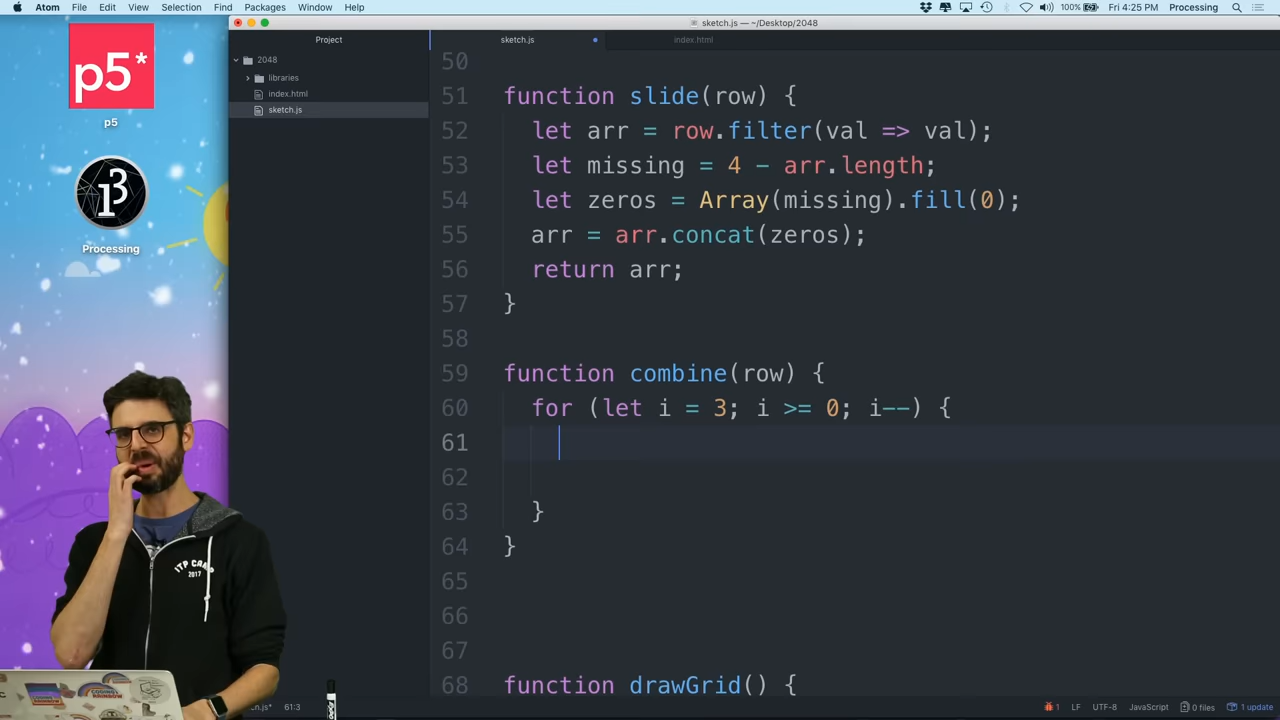 Atom File Edit View Selection Find Packages Window Help
100% Fri 4:25 PM Processing
sketch.js — ~/Desktop/2048
Project
sketch.js
index.html
2048
libraries
index.html
sketch.js
p5*
p5
Processing
50
51 function slide(row) {
52 let arr = row.filter(val => val);
53 let missing = 4 - arr.length;
54 let zeros = Array(missing).fill(0);
55 arr = arr.concat(zeros);
56 return arr;
57 }
58
59 function combine(row) {
60 for (let i = 3; i >= 0; i--) {
61
62
63 }
64 }
65
66
67
68 function drawGrid() {
ITP CAMP
2017
61:3
1 LF UTF-8 JavaScript 0 files 1 update